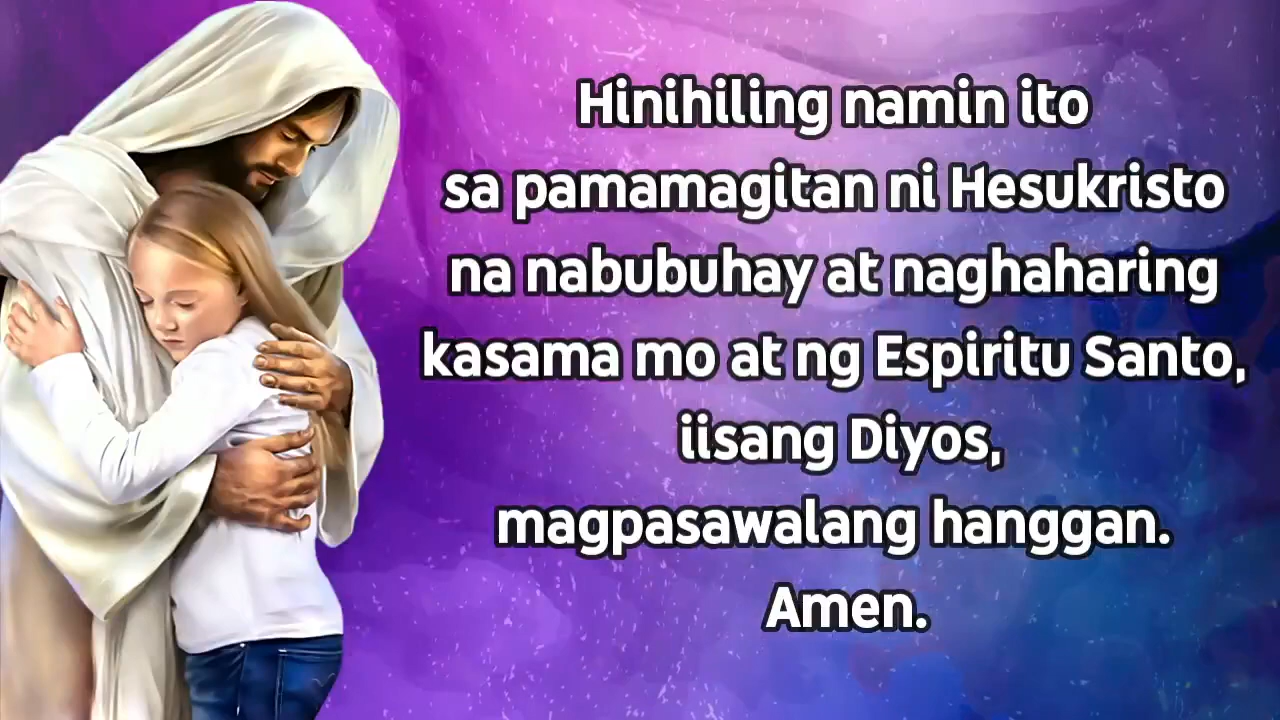 Hinihiling namin ito
sa pamamagitan ni Hesukristo
na nabubuhay at naghaharing
kasama mo at ng Espiritu Santo,
iisang Diyos,
magpasawalang hanggan.
Amen.